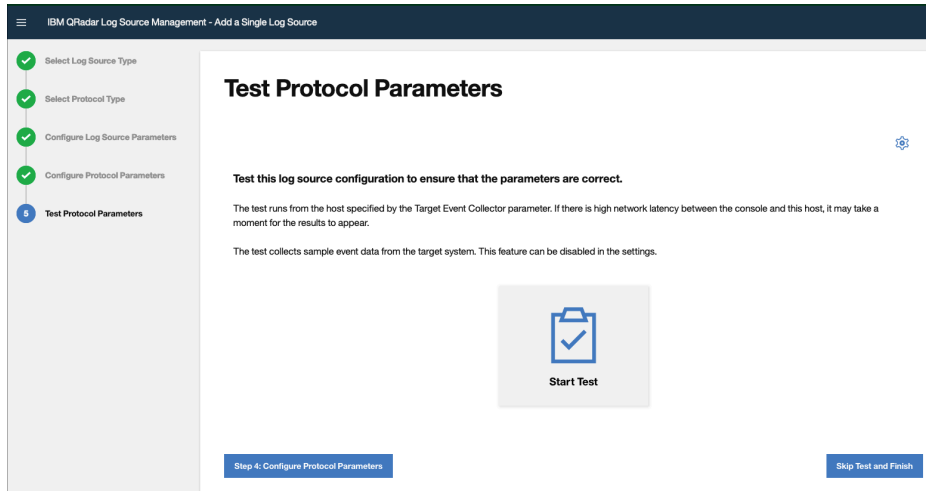 IBM QRadar Log Source Management - Add a Single Log Source
Select Log Source Type
Select Protocol Type
Configure Log Source Parameters
Configure Protocol Parameters
5 Test Protocol Parameters
Test Protocol Parameters
Test this log source configuration to ensure that the parameters are correct.
The test runs from the host specified by the Target Event Collector parameter. If there is high network latency between the console and this host, it may take a
moment for the results to appear.
The test collects sample event data from the target system. This feature can be disabled in the settings.
Start Test
Step 4: Configure Protocol Parameters
Skip Test and Finish